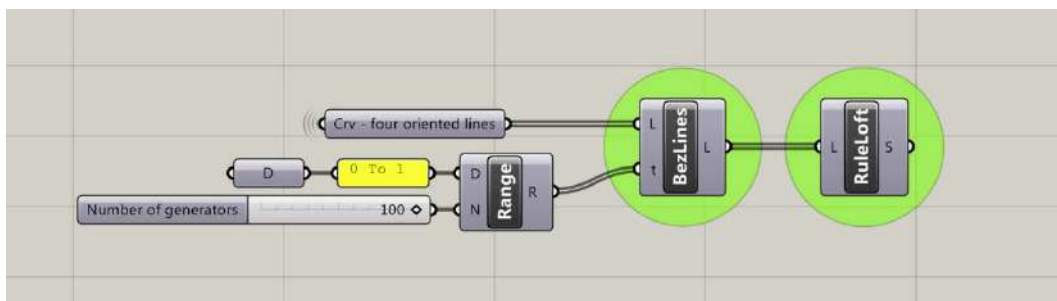 Crv - four oriented lines
D
0 To 1
Number of generators
100
D
N
Range
R
L
t
BezLines
L
L
RuleLoft
S